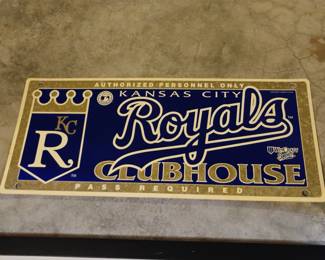 AUTHORIZED PERSONNEL ONLY
KANSAS CITY
Royals
KC
R
CLUBHOUSE
PASS REQUIRED